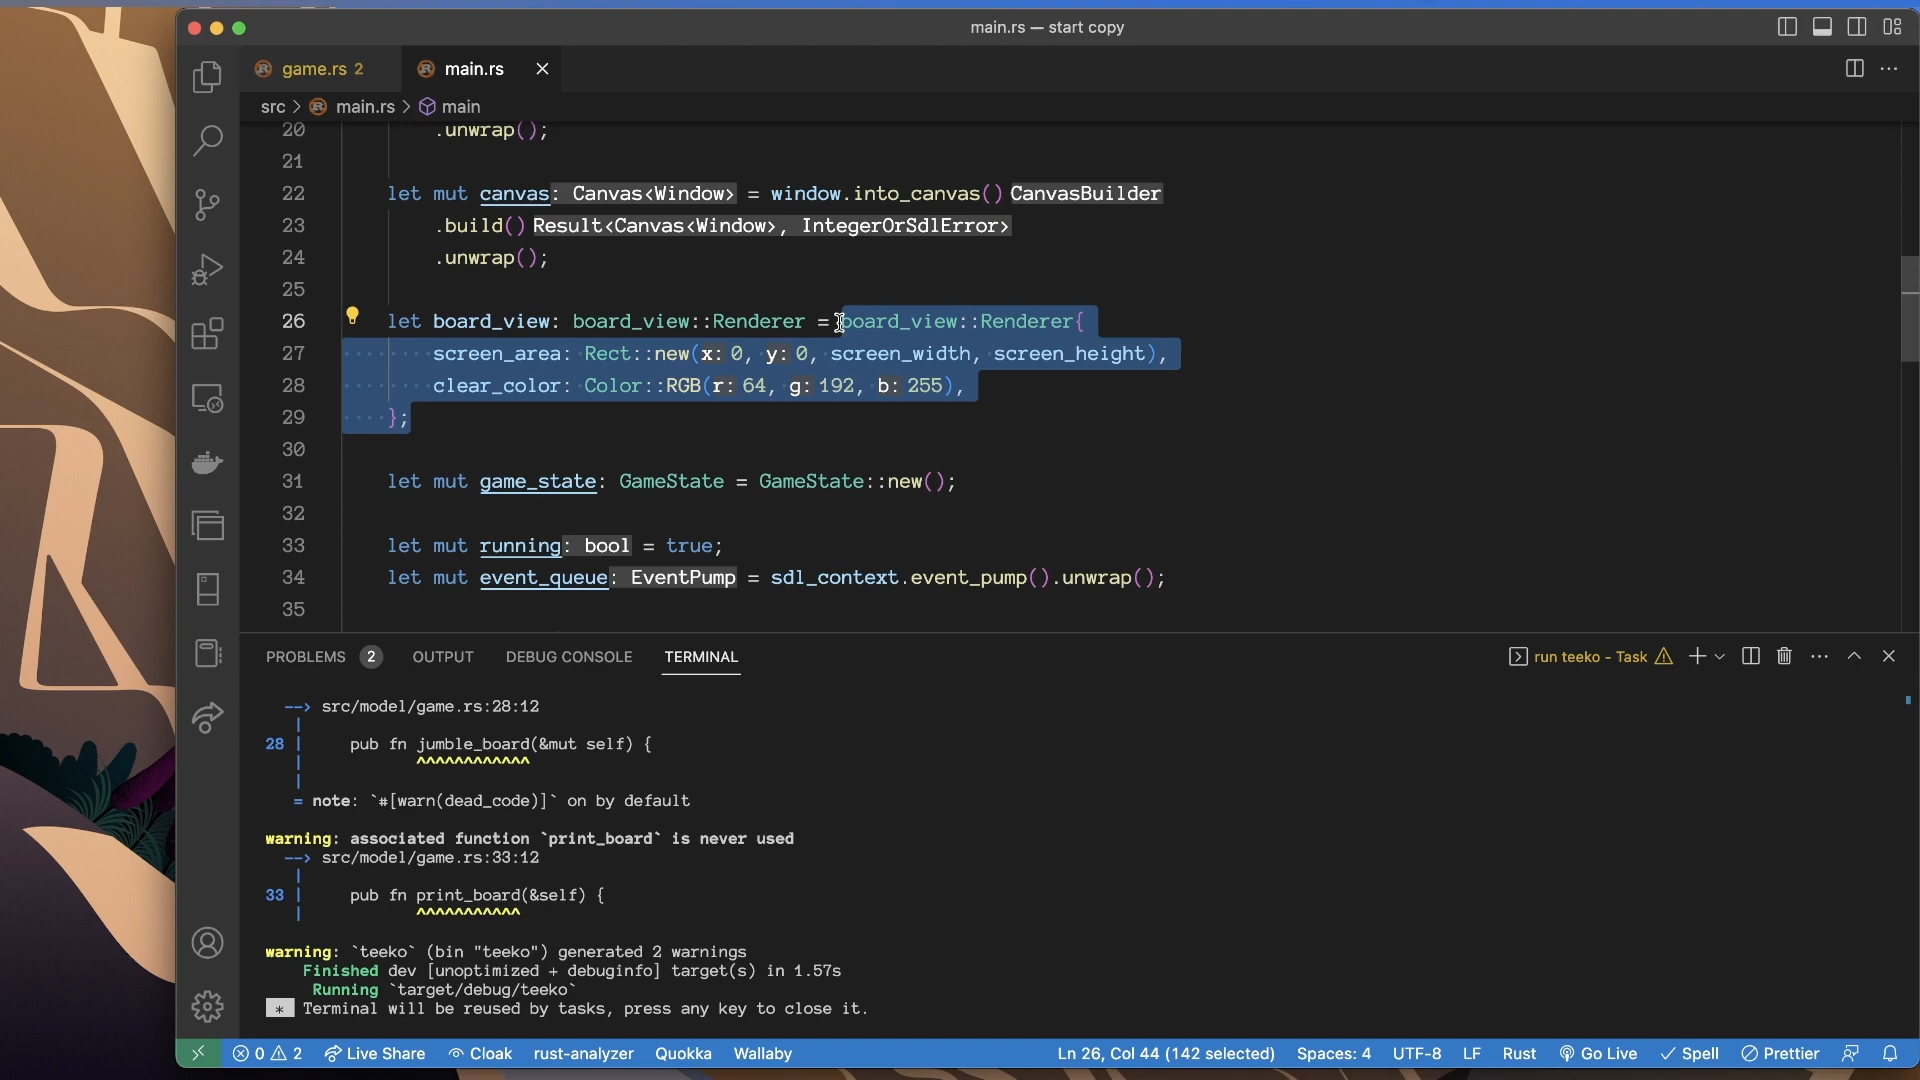 main.rs — start copy
game.rs 2
main.rs
src > main.rs > main
20 .unwrap();
21
22 let mut canvas: Canvas<Window> = window.into_canvas() CanvasBuilder
23 .build() Result<Canvas<Window>, IntegerOrSdlError>
24 .unwrap();
25
26 let board_view: board_view::Renderer = board_view::Renderer{
27 screen_area: Rect::new(x: 0, y: 0, screen_width, screen_height),
28 clear_color: Color::RGB(r: 64, g: 192, b: 255),
29 };
30
31 let mut game_state: GameState = GameState::new();
32
33 let mut running: bool = true;
34 let mut event_queue: EventPump = sdl_context.event_pump().unwrap();
35
PROBLEMS 2 OUTPUT DEBUG CONSOLE TERMINAL run teeko - Task
--> src/model/game.rs:28:12
|
28 | pub fn jumble_board(&mut self) {
| ^^^^^^^^^^^^
|
= note: `#[warn(dead_code)]` on by default
warning: associated function `print_board` is never used
--> src/model/game.rs:33:12
|
33 | pub fn print_board(&self) {
| ^^^^^^^^^^^
warning: `teeko` (bin "teeko") generated 2 warnings
Finished dev [unoptimized + debuginfo] target(s) in 1.57s
Running `target/debug/teeko`
* Terminal will be reused by tasks, press any key to close it.
0 2 Live Share Cloak rust-analyzer Quokka Wallaby Ln 26, Col 44 (142 selected) Spaces: 4 UTF-8 LF Rust Go Live Spell Prettier